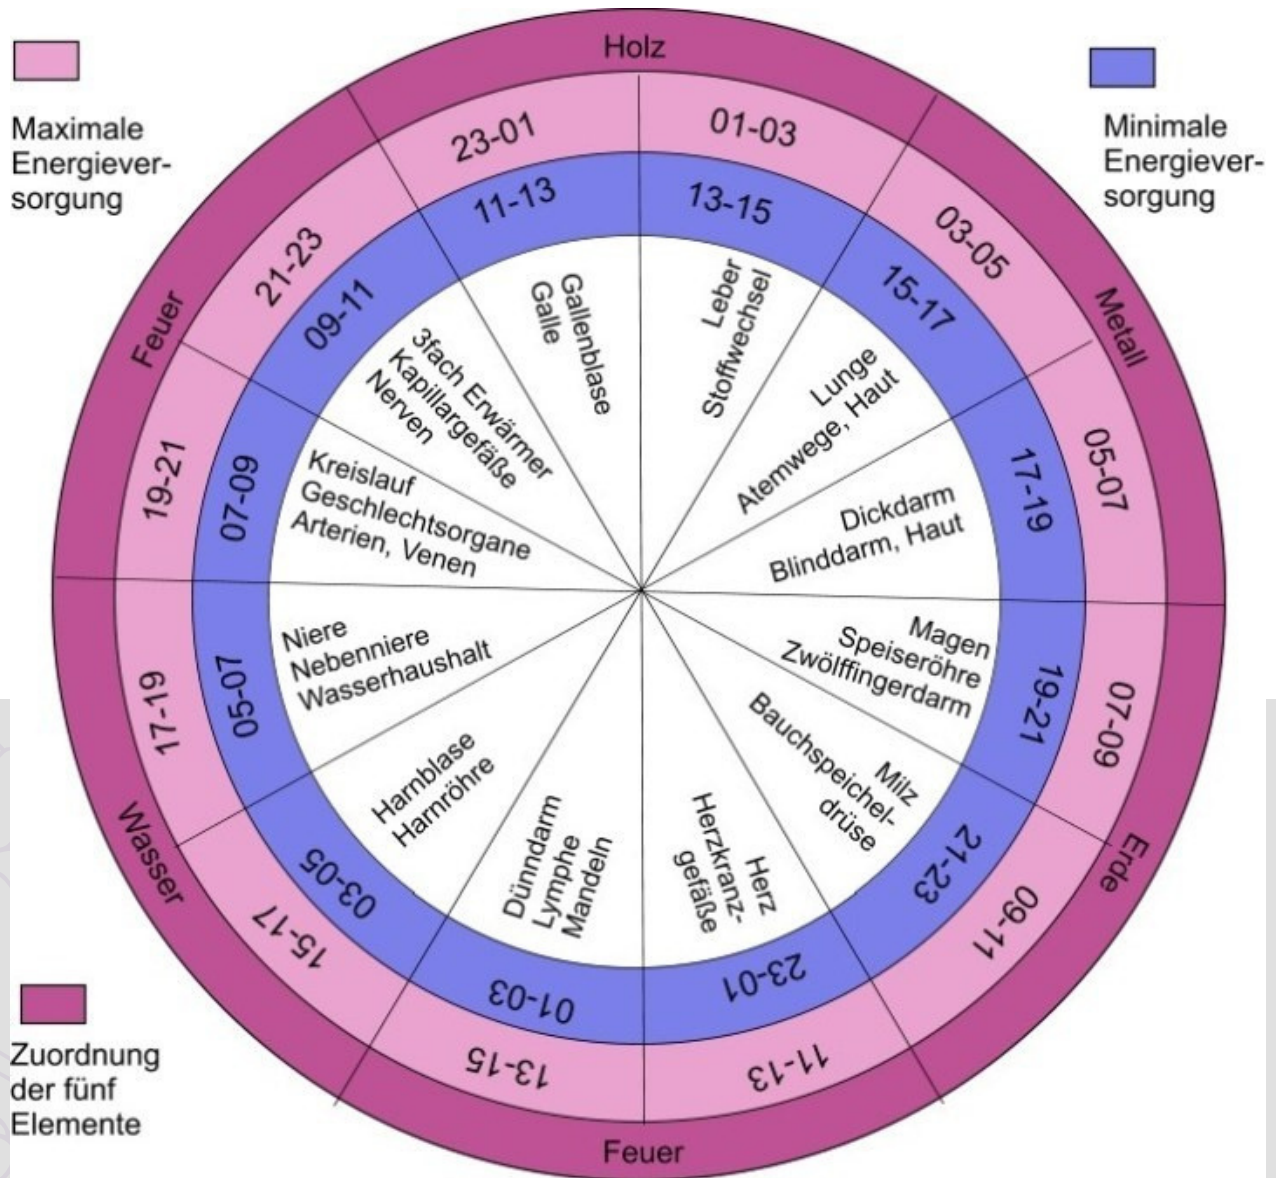 Maximale
Energiever-
sorgung
Minimale
Energiever-
sorgung
Zuordnung
der fünf
Elemente
Holz
Metall
Erde
Feuer
Wasser
Feuer
01-03
03-05
05-07
07-09
09-11
11-13
13-15
15-17
17-19
19-21
21-23
23-01
13-15
15-17
17-19
19-21
21-23
23-01
01-03
03-05
05-07
07-09
09-11
11-13
Leber
Stoffwechsel
Lunge
Atemwege, Haut
Dickdarm
Blinddarm, Haut
Magen
Speiseröhre
Zwölffingerdarm
Milz
Bauchspeichel-
drüse
Herz
Herzkranz-
gefäße
Dünndarm
Lymphe
Mandeln
Harnblase
Harnröhre
Niere
Nebenniere
Wasserhaushalt
Kreislauf
Geschlechtsorgane
Arterien, Venen
3fach Erwärmer
Kapillargefäße
Nerven
Gallenblase
Galle